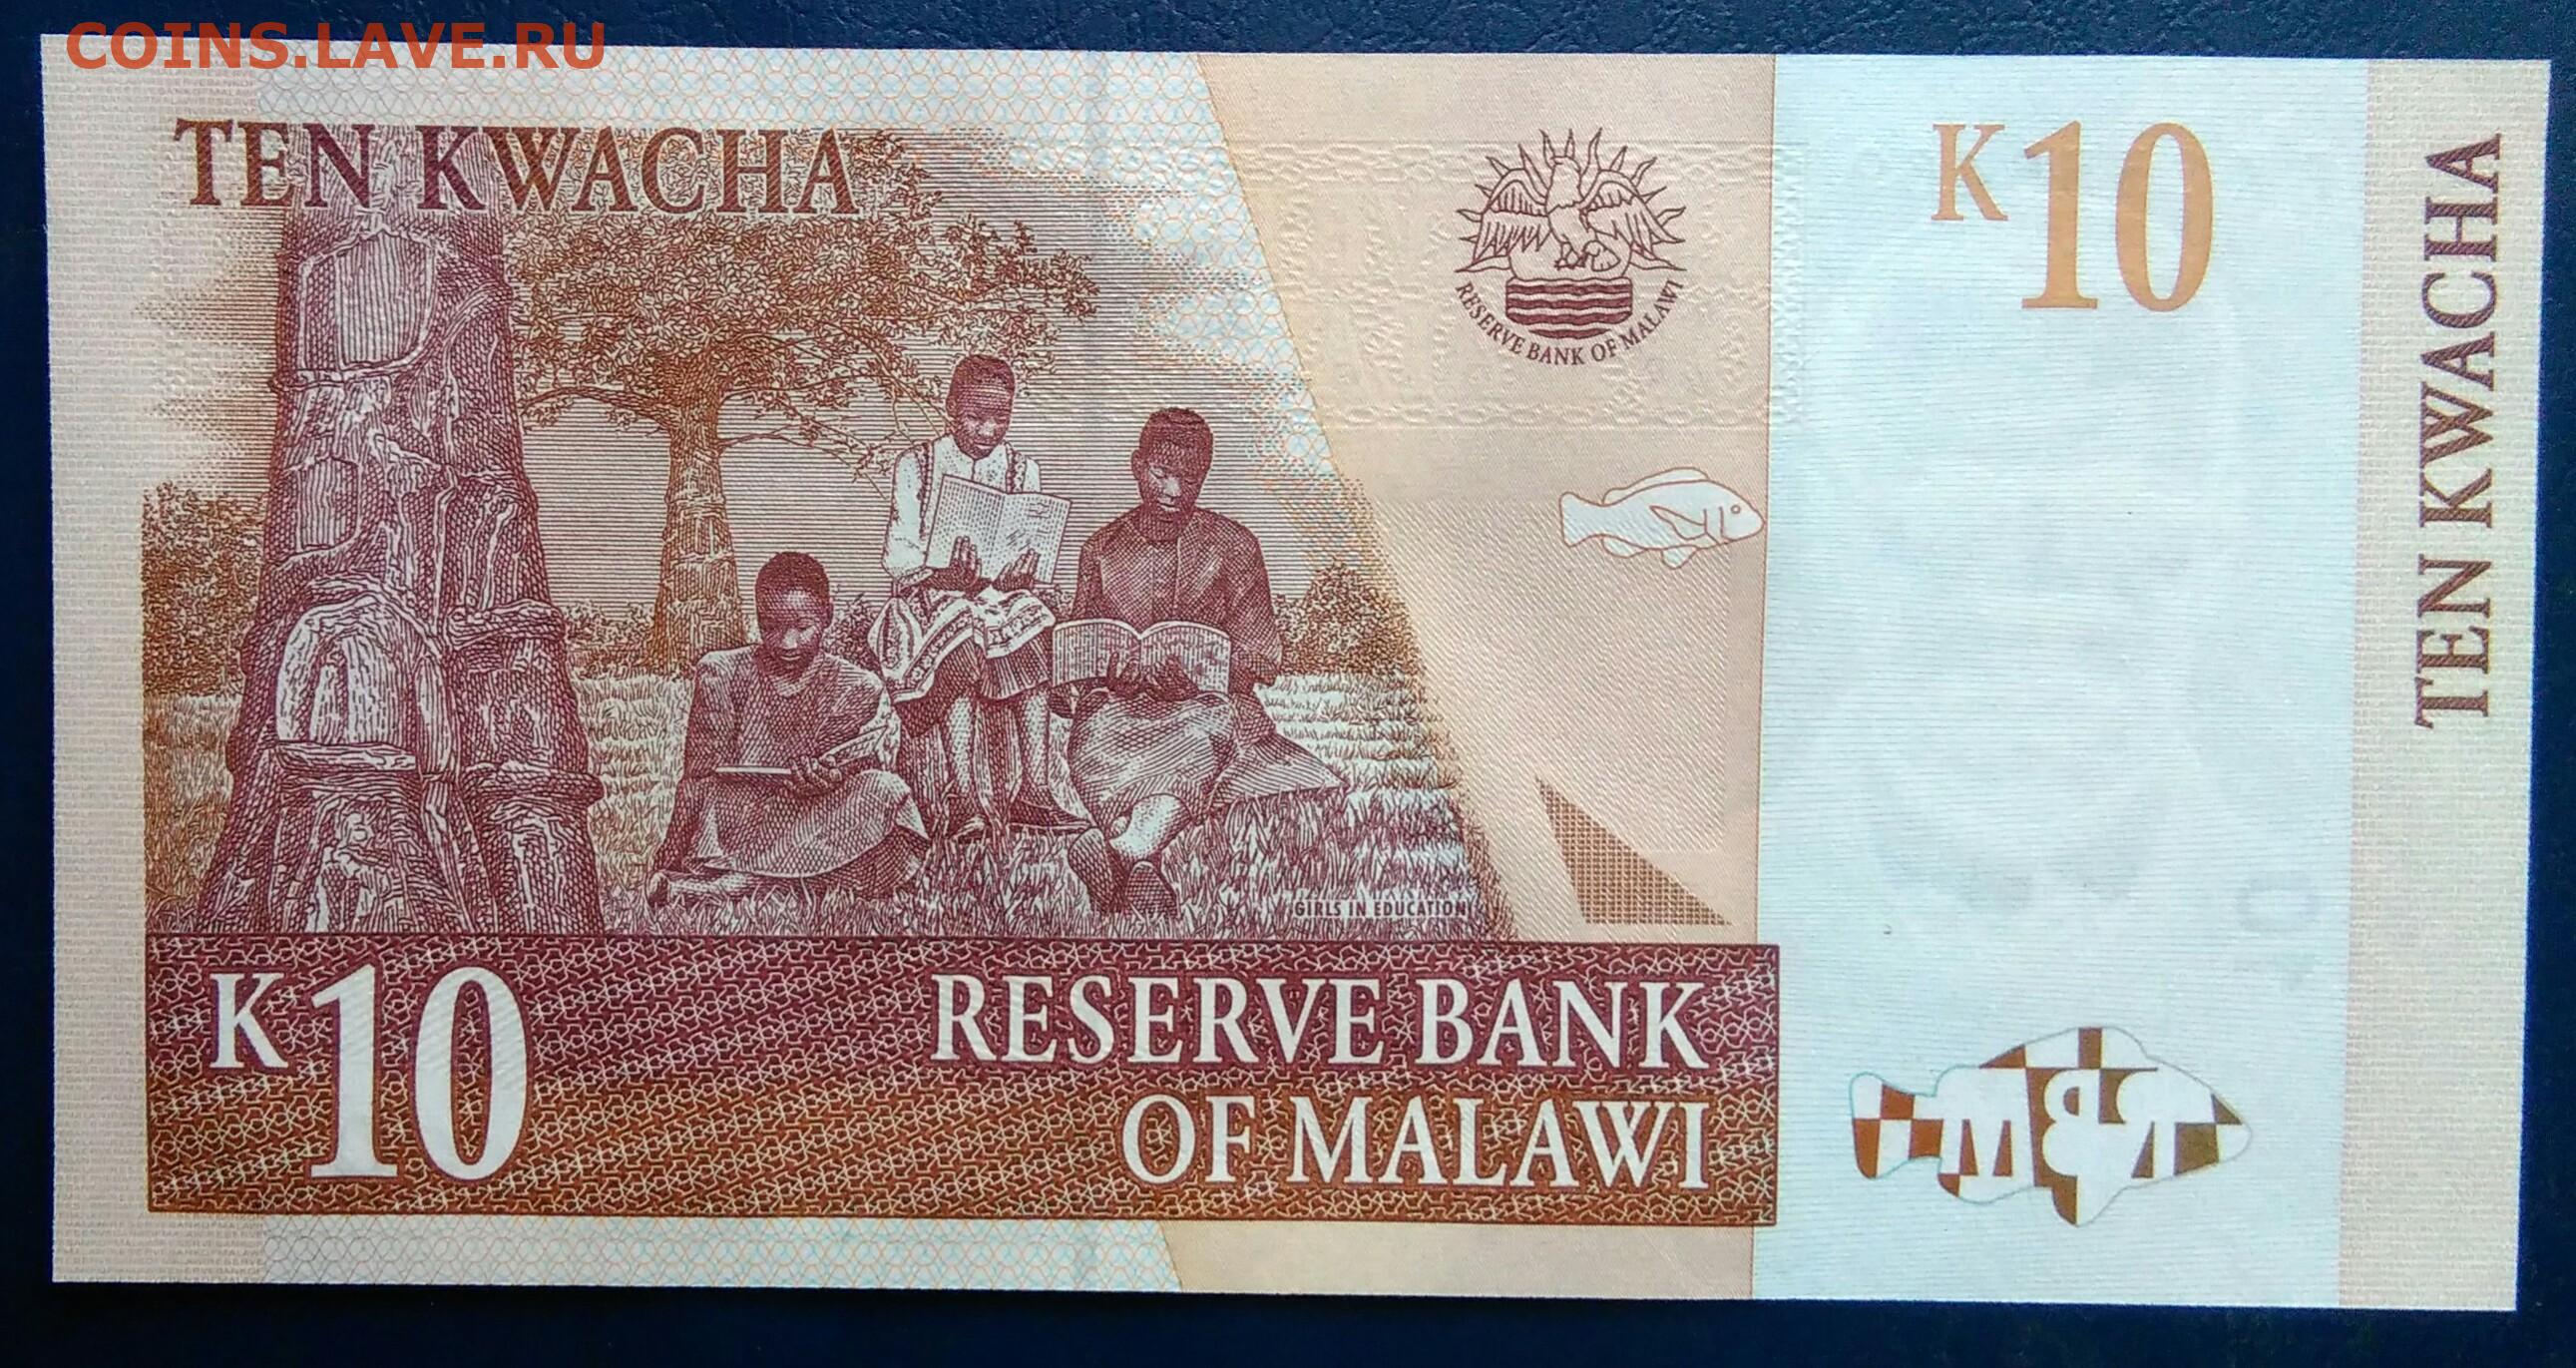 COINS.LAVE.RU
TEN KWACHA
K10
RESERVE BANK OF MALAWI
TEN KWACHA
GIRLS IN EDUCATION
K10
RESERVE BANK
OF MALAWI